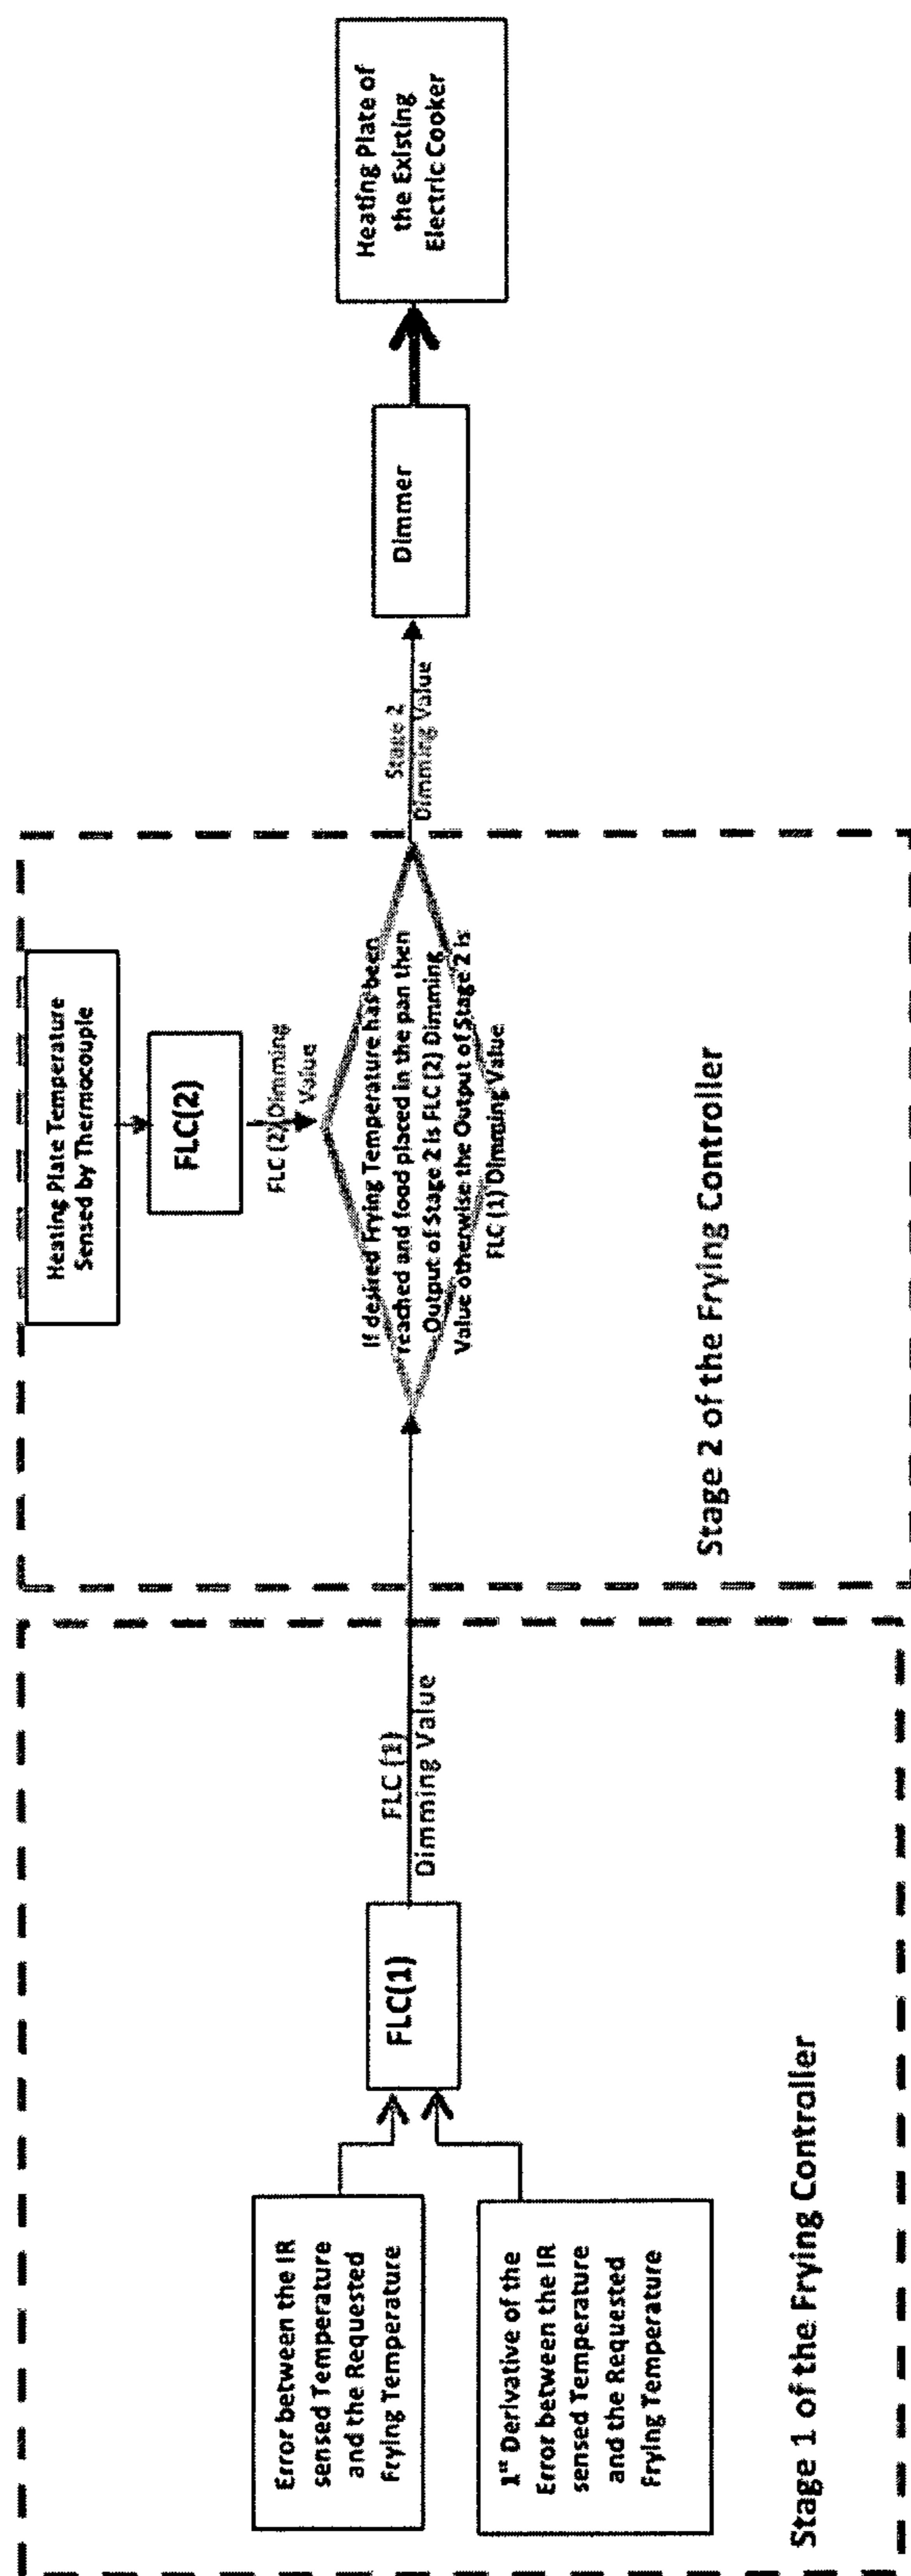 Error between the IR
sensed Temperature
and the Requested
Frying Temperature
1st Derivative of the
Error between the IR
sensed Temperature
and the Requested
Frying Temperature
FLC(1)
FLC (1)
Dimming Value
Stage 1 of the Frying Controller
Heating Plate Temperature
Sensed by Thermocouple
FLC(2)
FLC (2) Dimming
Value
If desired Frying Temperature has been
reached and food placed in the pan then
Output of Stage 2 is FLC (2) Dimming
Value otherwise the Output of Stage 2 is
FLC (1) Dimming Value
Stage 2 of the Frying Controller
Stage 2
Dimming Value
Dimmer
Heating Plate of
the Existing
Electric Cooker